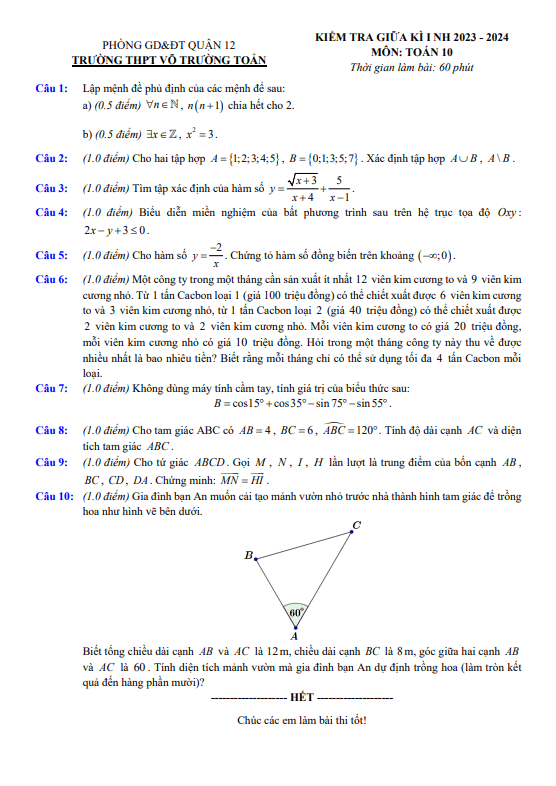 PHÒNG GD&ĐT QUẬN 12
TRƯỜNG THPT VÕ TRƯỜNG TOẢN
KIỂM TRA GIỮA KÌ I NH 2023 - 2024
MÔN: TOÁN 10
Thời gian làm bài: 60 phút
Câu 1: Lập mệnh đề phủ định của các mệnh đề sau:
a) (0.5 điểm) ∀n ∈ ℕ, n(n+1) chia hết cho 2.
b) (0.5 điểm) ∃x ∈ ℤ, x² = 3.
Câu 2: (1.0 điểm) Cho hai tập hợp A = {1;2;3;4;5}, B = {0;1;3;5;7}. Xác định tập hợp A∪B, A\B.
Câu 3: (1.0 điểm) Tìm tập xác định của hàm số y = √(x+3)/(x+4) + 5/(x−1).
Câu 4: (1.0 điểm) Biểu diễn miền nghiệm của bất phương trình sau trên hệ trục tọa độ Oxy:
2x − y + 3 ≤ 0.
Câu 5: (1.0 điểm) Cho hàm số y = −2/x. Chứng tỏ hàm số đồng biến trên khoảng (−∞;0).
Câu 6: (1.0 điểm) Một công ty trong một tháng cần sản xuất ít nhất 12 viên kim cương to và 9 viên kim
cương nhỏ. Từ 1 tấn Cacbon loại 1 (giá 100 triệu đồng) có thể chiết xuất được 6 viên kim cương
to và 3 viên kim cương nhỏ, từ 1 tấn Cacbon loại 2 (giá 40 triệu đồng) có thể chiết xuất được
2 viên kim cương to và 2 viên kim cương nhỏ. Mỗi viên kim cương to có giá 20 triệu đồng,
mỗi viên kim cương nhỏ có giá 10 triệu đồng. Hỏi trong một tháng công ty này thu về được
nhiều nhất là bao nhiêu tiền? Biết rằng mỗi tháng chỉ có thể sử dụng tối đa 4 tấn Cacbon mỗi
loại.
Câu 7: (1.0 điểm) Không dùng máy tính cầm tay, tính giá trị của biểu thức sau:
B = cos15° + cos35° − sin 75° − sin 55°.
Câu 8: (1.0 điểm) Cho tam giác ABC có AB = 4, BC = 6, ABC = 120°. Tính độ dài cạnh AC và diện
tích tam giác ABC.
Câu 9: (1.0 điểm) Cho tứ giác ABCD. Gọi M, N, I, H lần lượt là trung điểm của bốn cạnh AB,
BC, CD, DA. Chứng minh: MN = HI.
Câu 10: (1.0 điểm) Gia đình bạn An muốn cải tạo mảnh vườn nhỏ trước nhà thành hình tam giác để trồng
hoa như hình vẽ bên dưới.
C
B
60°
A
Biết tổng chiều dài cạnh AB và AC là 12m, chiều dài cạnh BC là 8m, góc giữa hai cạnh AB
và AC là 60. Tính diện tích mảnh vườn mà gia đình bạn An dự định trồng hoa (làm tròn kết
quả đến hàng phần mười)?
-------------------- HẾT --------------------
Chúc các em làm bài thi tốt!